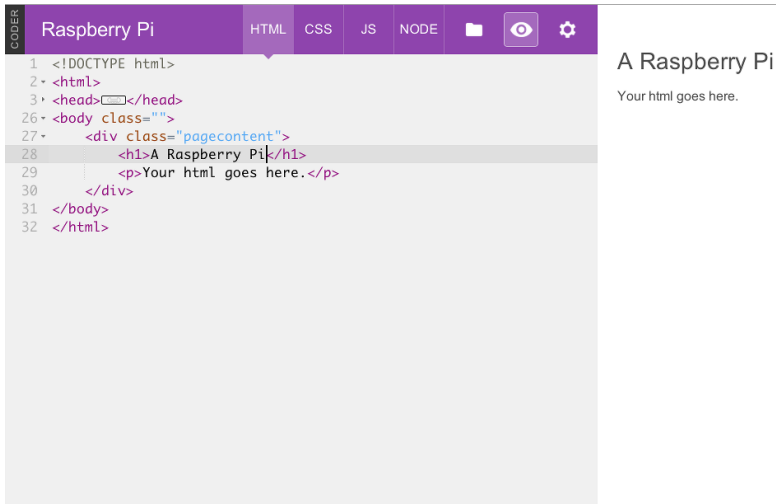 CODER
Raspberry Pi
HTML CSS JS NODE
1 <!DOCTYPE html>
2 <html>
3 <head></head>
26 <body class="">
27 <div class="pagecontent">
28 <h1>A Raspberry Pi</h1>
29 <p>Your html goes here.</p>
30 </div>
31 </body>
32 </html>
A Raspberry Pi
Your html goes here.